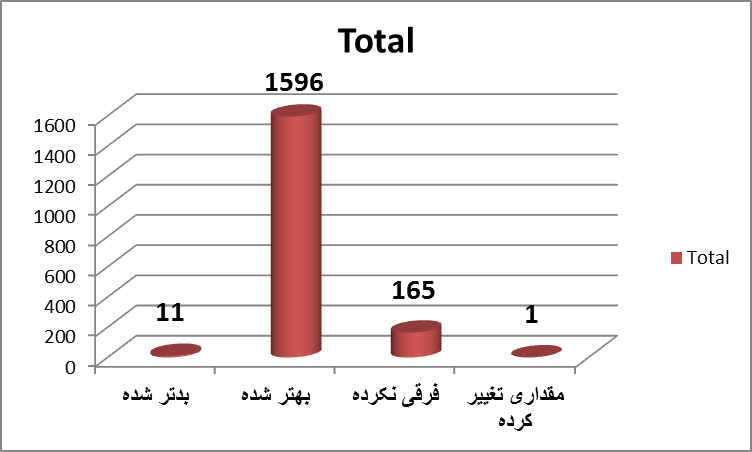 Total
1596
1600
1400
1200
1000
800
600
400
200
0
11
165
1
Total
بدتر شده
بهتر شده
فرقی نکرده
مقداری تغییر
کرده